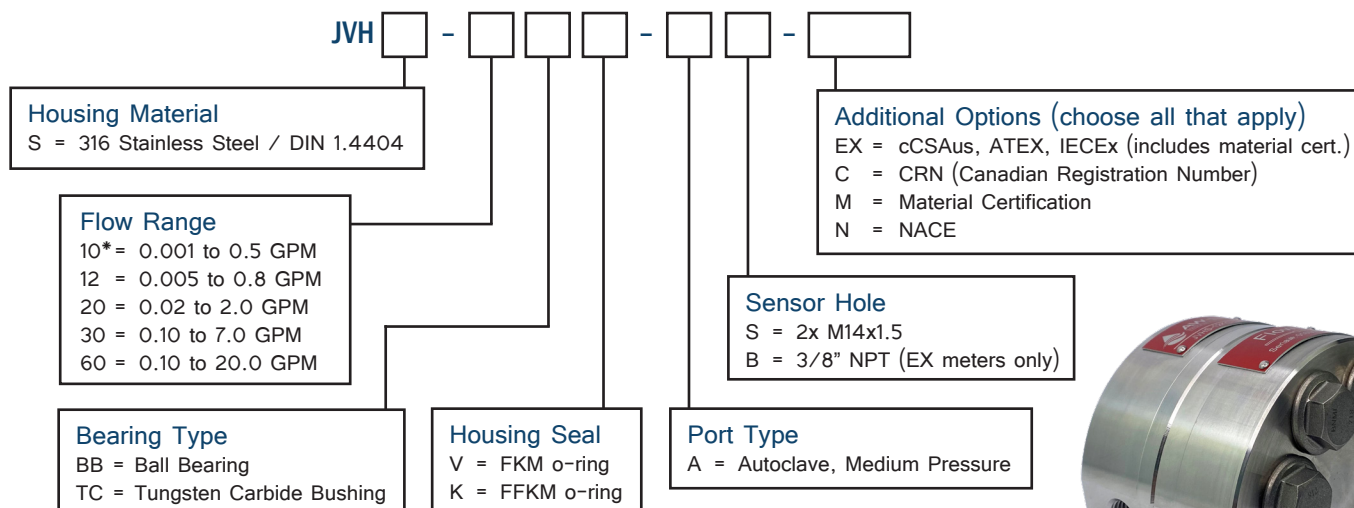 JVH - - -
Housing Material
S = 316 Stainless Steel / DIN 1.4404
Flow Range
10* = 0.001 to 0.5 GPM
12 = 0.005 to 0.8 GPM
20 = 0.02 to 2.0 GPM
30 = 0.10 to 7.0 GPM
60 = 0.10 to 20.0 GPM
Bearing Type
BB = Ball Bearing
TC = Tungsten Carbide Bushing
Housing Seal
V = FKM o-ring
K = FFKM o-ring
Port Type
A = Autoclave, Medium Pressure
Sensor Hole
S = 2x M14x1.5
B = 3/8” NPT (EX meters only)
Additional Options (choose all that apply)
EX = cCSAus, ATEX, IECEx (includes material cert.)
C = CRN (Canadian Registration Number)
M = Material Certification
N = NACE